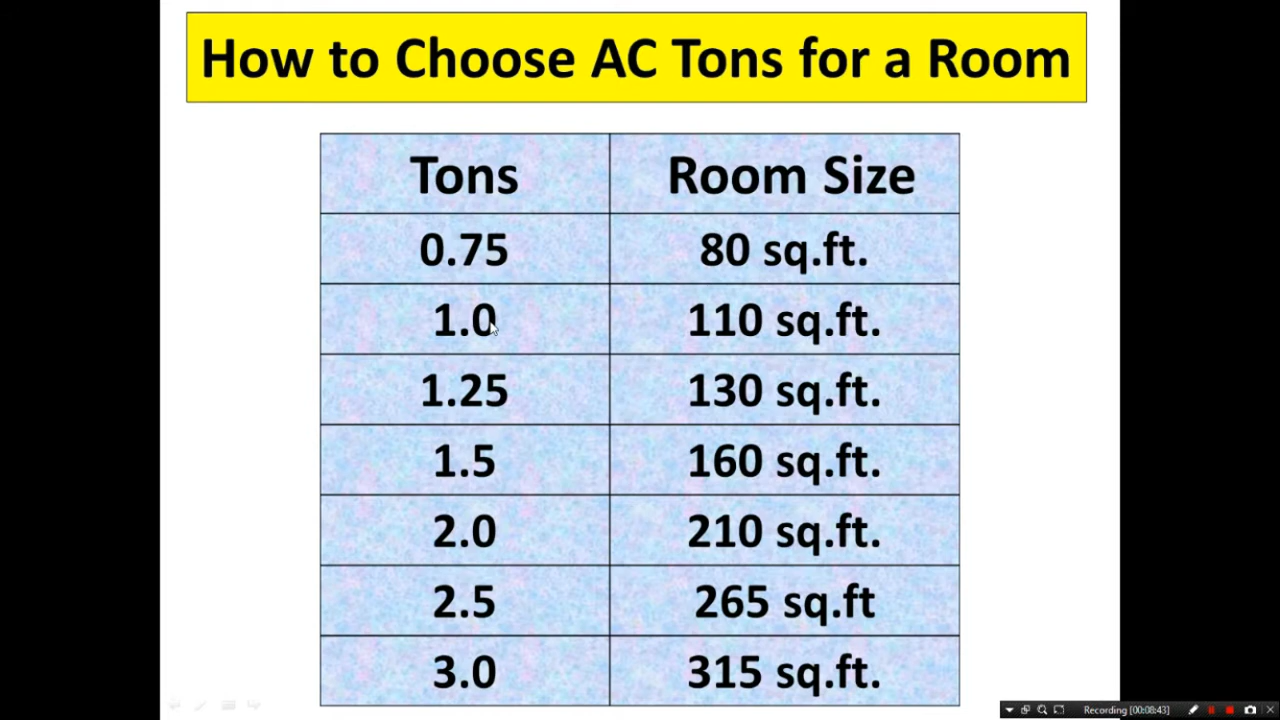 How to Choose AC Tons for a Room
Tons Room Size
0.75 80 sq.ft.
1.0 110 sq.ft.
1.25 130 sq.ft.
1.5 160 sq.ft.
2.0 210 sq.ft.
2.5 265 sq.ft
3.0 315 sq.ft.
Recording [00:08:43]